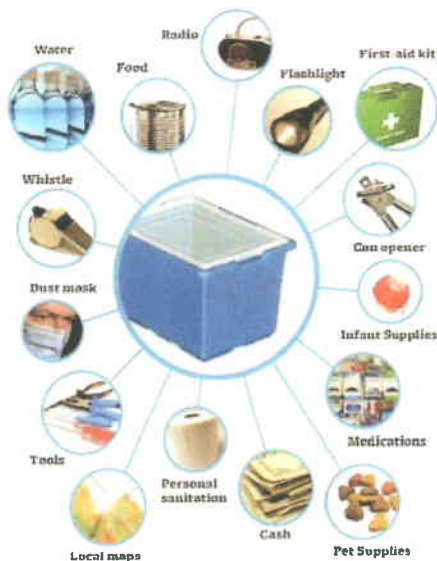 Radio
Water
Food
First-aid kit
Flashlight
Whistle
Can opener
Dust mask
Infant Supplies
Medications
Tools
Personal
sanitation
Cash
Local maps
Pet Supplies